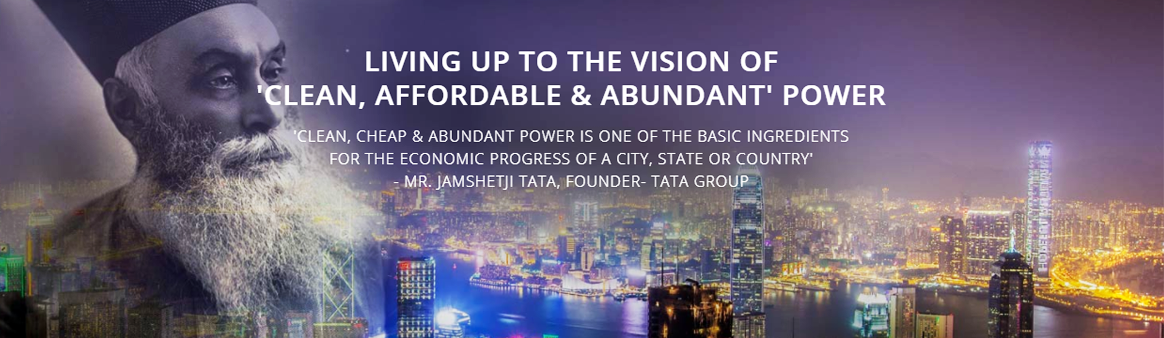 LIVING UP TO THE VISION OF
'CLEAN, AFFORDABLE & ABUNDANT' POWER
'CLEAN, CHEAP & ABUNDANT POWER IS ONE OF THE BASIC INGREDIENTS
FOR THE ECONOMIC PROGRESS OF A CITY, STATE OR COUNTRY'
- MR. JAMSHETJI TATA, FOUNDER- TATA GROUP